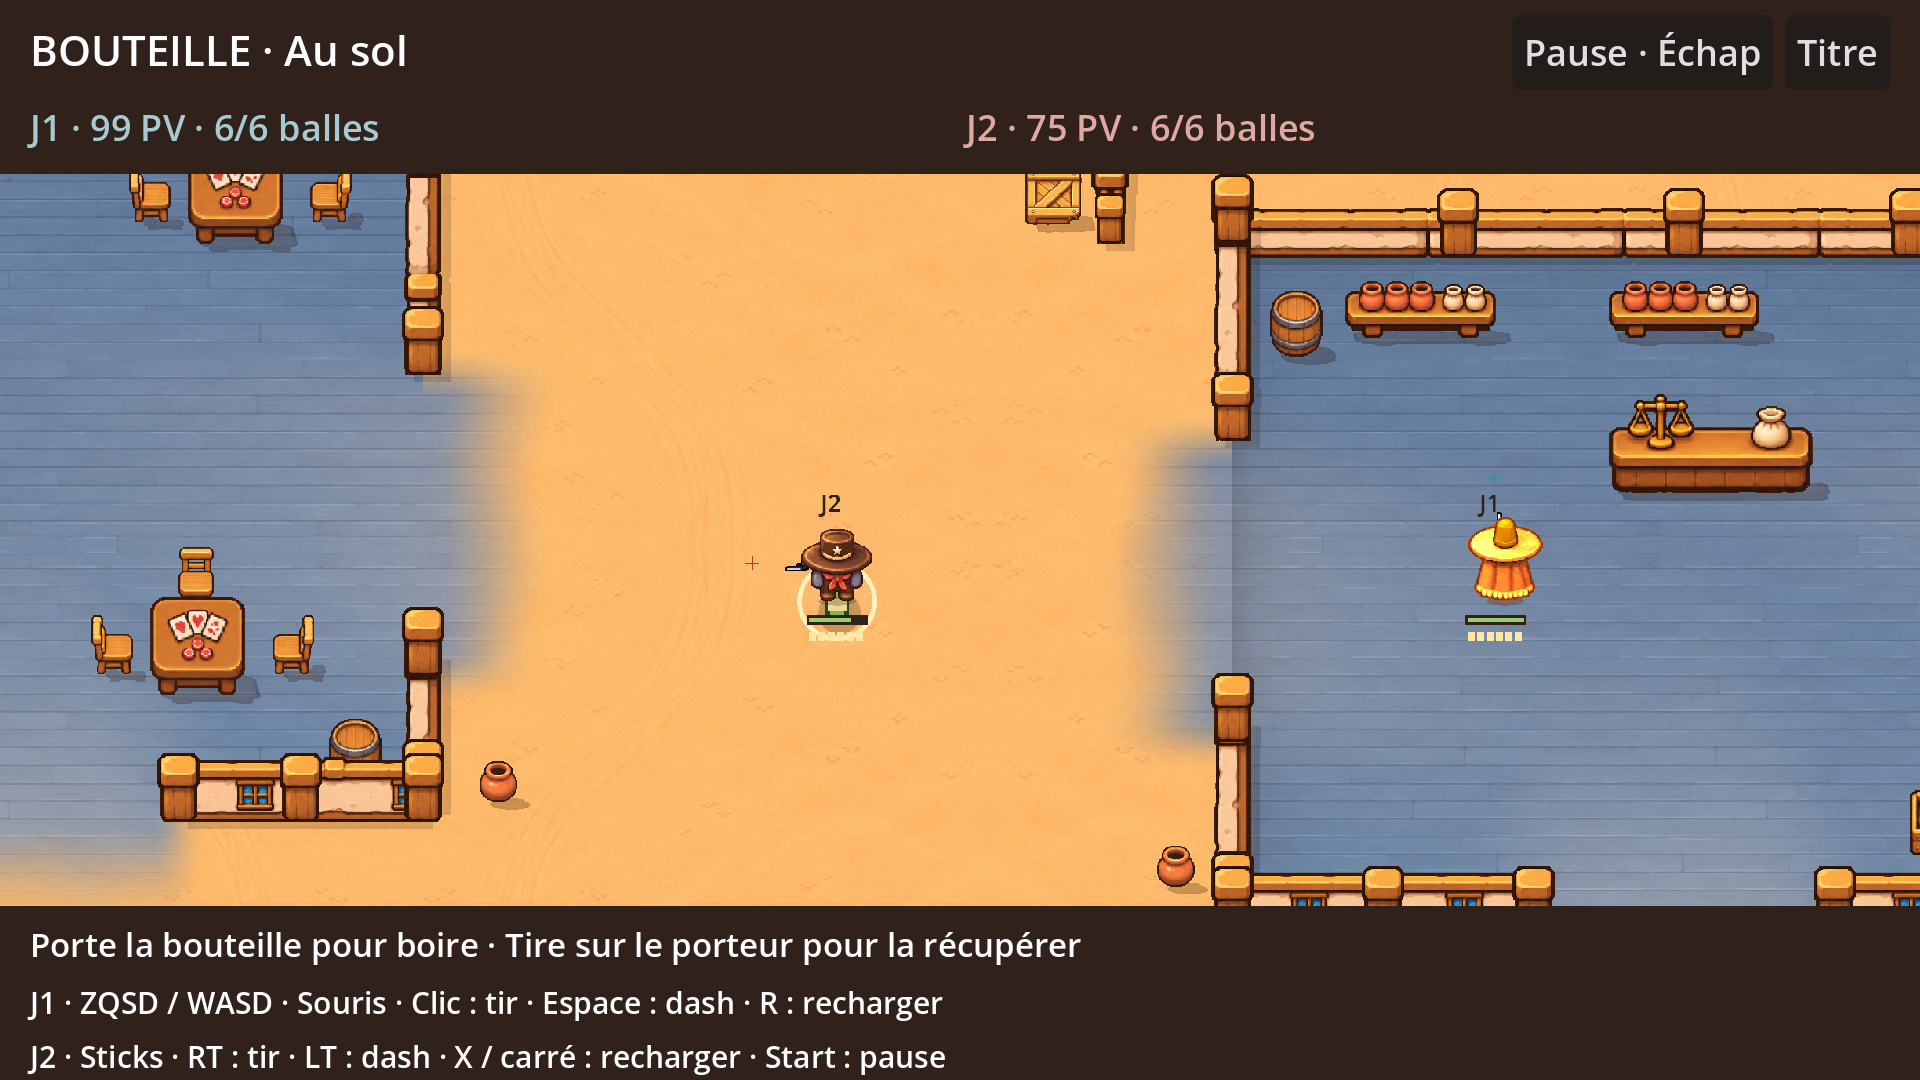 BOUTEILLE · Au sol
Pause · Échap
Titre
J1 · 99 PV · 6/6 balles
J2 · 75 PV · 6/6 balles
J2
J1
Porte la bouteille pour boire · Tire sur le porteur pour la récupérer
J1 · ZQSD / WASD · Souris · Clic : tir · Espace : dash · R : recharger
J2 · Sticks · RT : tir · LT : dash · X / carré : recharger · Start : pause